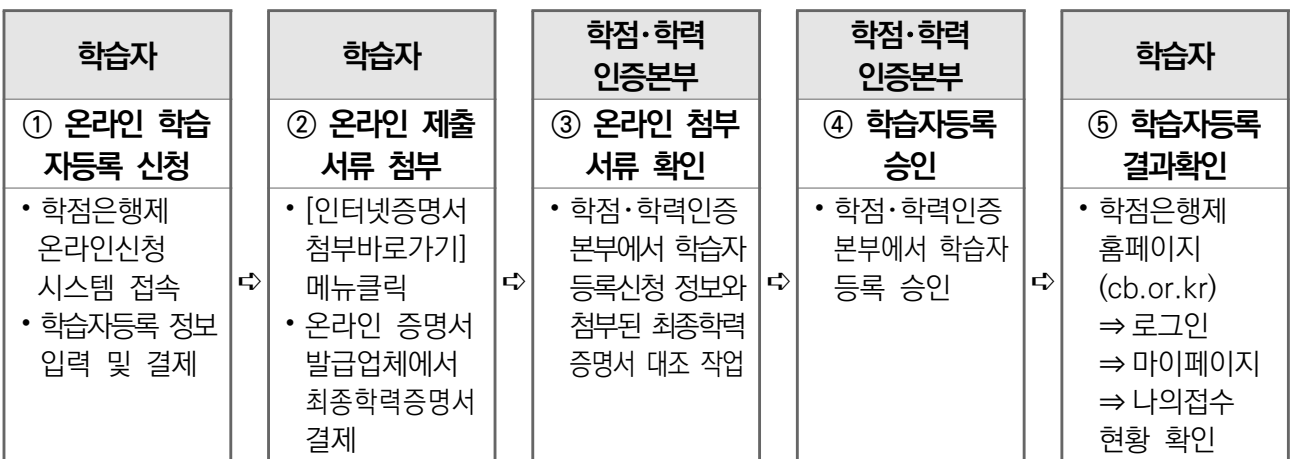 학습자
① 온라인 학습
자등록 신청
• 학점은행제
온라인신청
시스템 접속
• 학습자등록 정보
입력 및 결제
➪
학습자
② 온라인 제출
서류 첨부
• [인터넷증명서
첨부바로가기]
메뉴클릭
• 온라인 증명서
발급업체에서
최종학력증명서
결제
➪
학점·학력
인증본부
③ 온라인 첨부
서류 확인
• 학점·학력인증
본부에서 학습자
등록신청 정보와
첨부된 최종학력
증명서 대조 작업
➪
학점·학력
인증본부
④ 학습자등록
승인
• 학점·학력인증
본부에서 학습자
등록 승인
➪
학습자
⑤ 학습자등록
결과확인
• 학점은행제
홈페이지
(cb.or.kr)
⇒ 로그인
⇒ 마이페이지
⇒ 나의접수
현황 확인